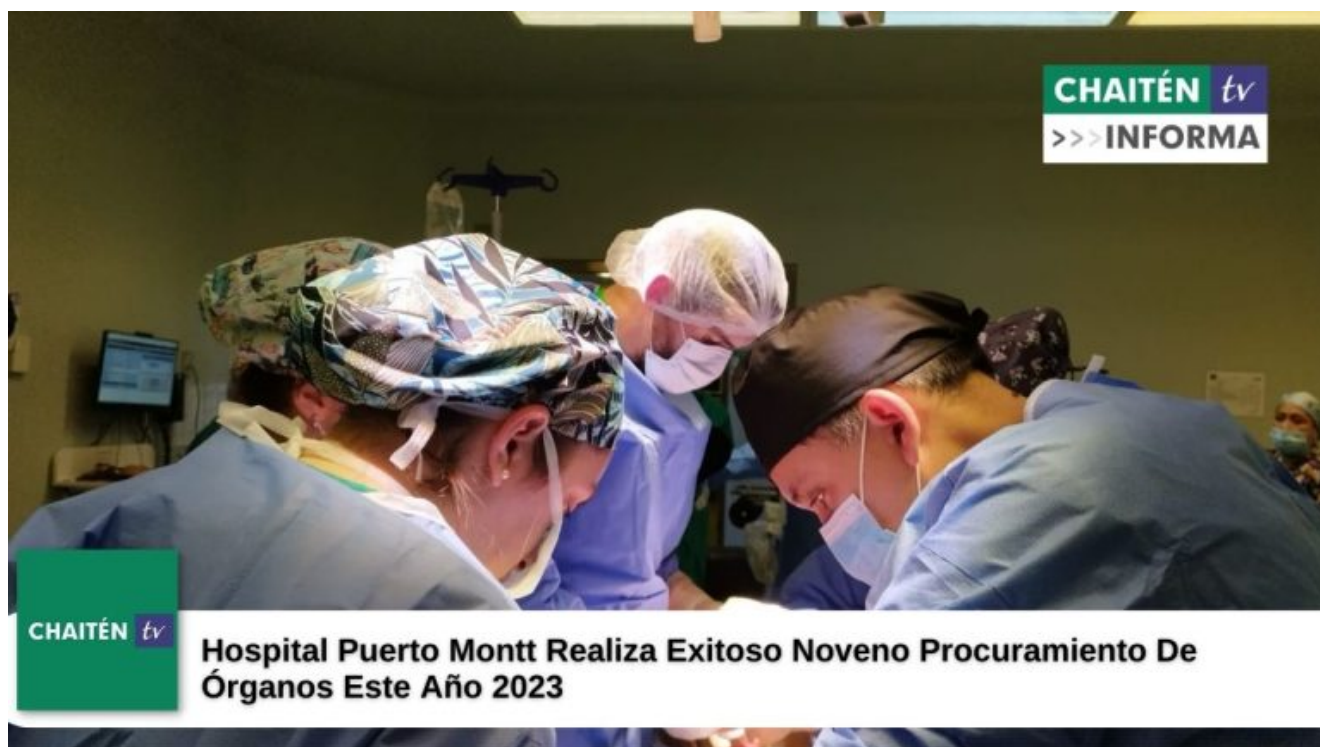 CHAITÉN tv
>>>INFORMA
CHAITÉN tv
Hospital Puerto Montt Realiza Exitoso Noveno Procuramiento De
Órganos Este Año 2023